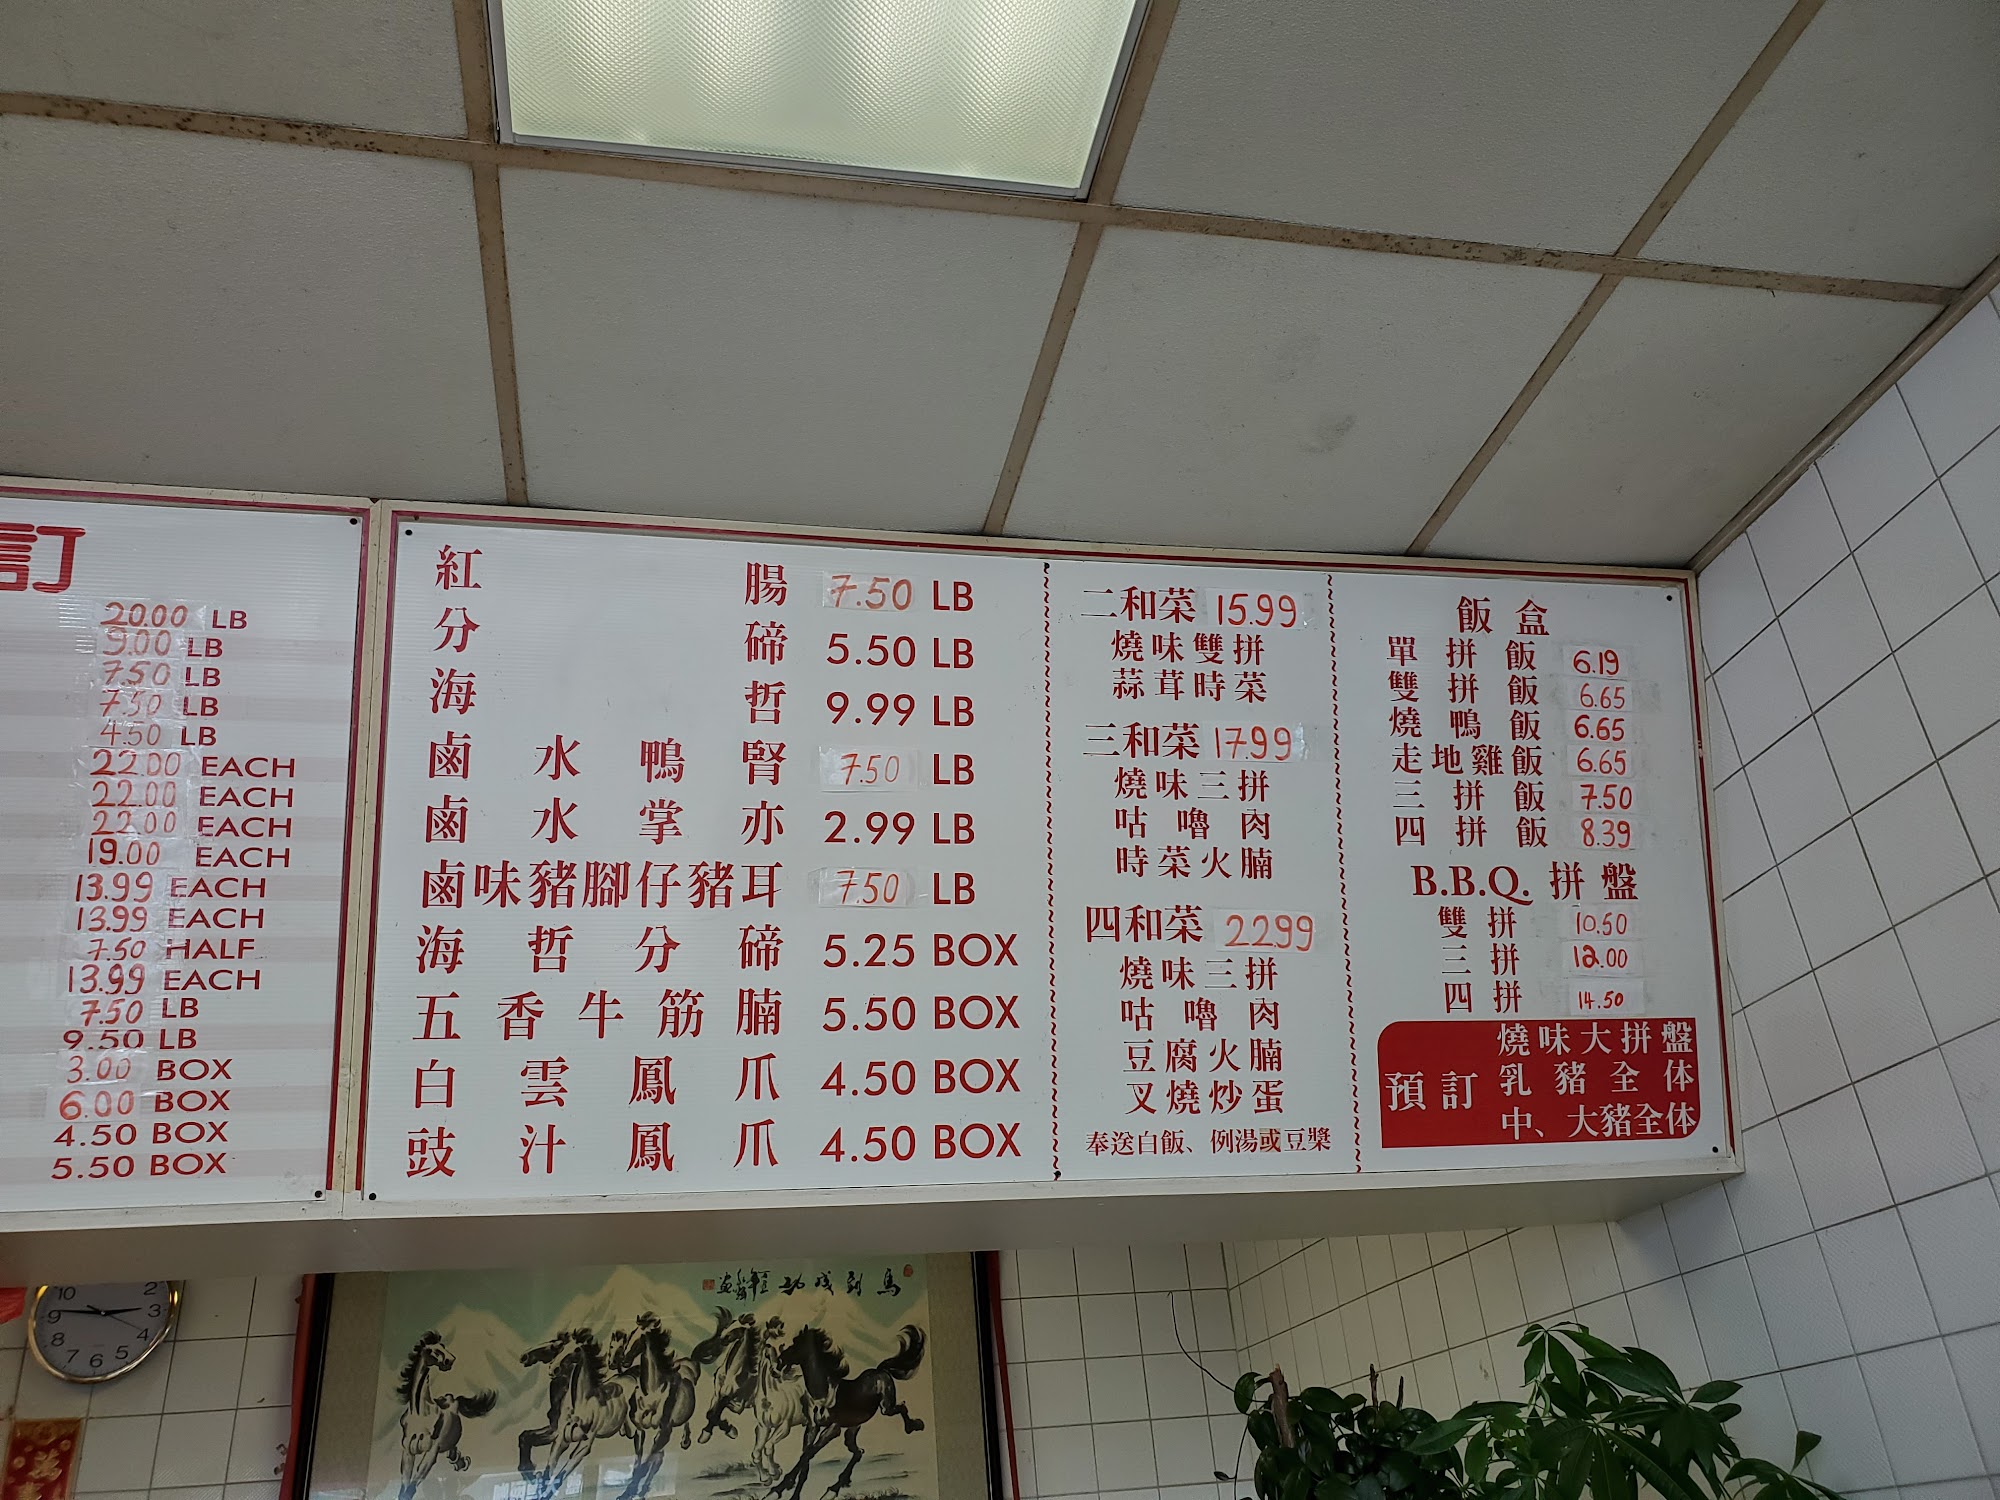 訂
20.00 LB
9.00 LB
7.50 LB
7.50 LB
4.50 LB
22.00 EACH
22.00 EACH
22.00 EACH
19.00 EACH
13.99 EACH
13.99 EACH
7.50 HALF
13.99 EACH
7.50 LB
9.50 LB
3.00 BOX
6.00 BOX
4.50 BOX
5.50 BOX
紅腸 7.50 LB
分碲 5.50 LB
海哲 9.99 LB
鹵水鴨腎 7.50 LB
鹵水掌亦 2.99 LB
鹵味豬腳仔豬耳 7.50 LB
海哲分碲 5.25 BOX
五香牛筋腩 5.50 BOX
白雲鳳爪 4.50 BOX
豉汁鳳爪 4.50 BOX
二和菜 15.99
燒味雙拼
蒜茸時菜
三和菜 17.99
燒味三拼
咕嚕肉
時菜火腩
四和菜 22.99
燒味三拼
咕嚕肉
豆腐火腩
叉燒炒蛋
奉送白飯、例湯或豆漿
飯盒
單拼飯 6.19
雙拼飯 6.65
燒鴨飯 6.65
走地雞飯 6.65
三拼飯 7.50
四拼飯 8.39
B.B.Q. 拼盤
雙拼 10.50
三拼 12.00
四拼 14.50
預訂
燒味大拼盤
乳豬全体
中、大豬全体
馬到成功
10 2
9 3
8 4
7 6 5